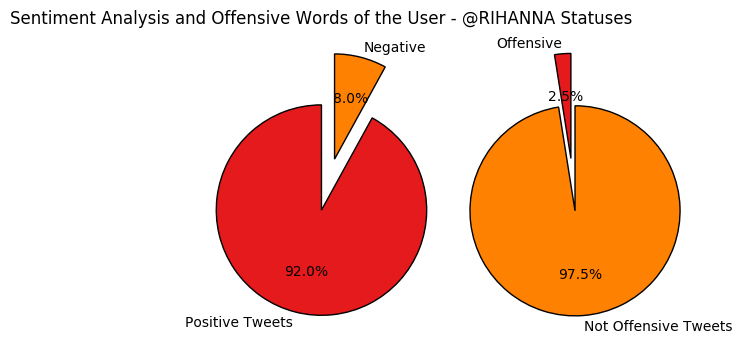 Sentiment Analysis and Offensive Words of the User - @RIHANNA Statuses
Negative
8.0%
92.0%
Positive Tweets
Offensive
2.5%
97.5%
Not Offensive Tweets